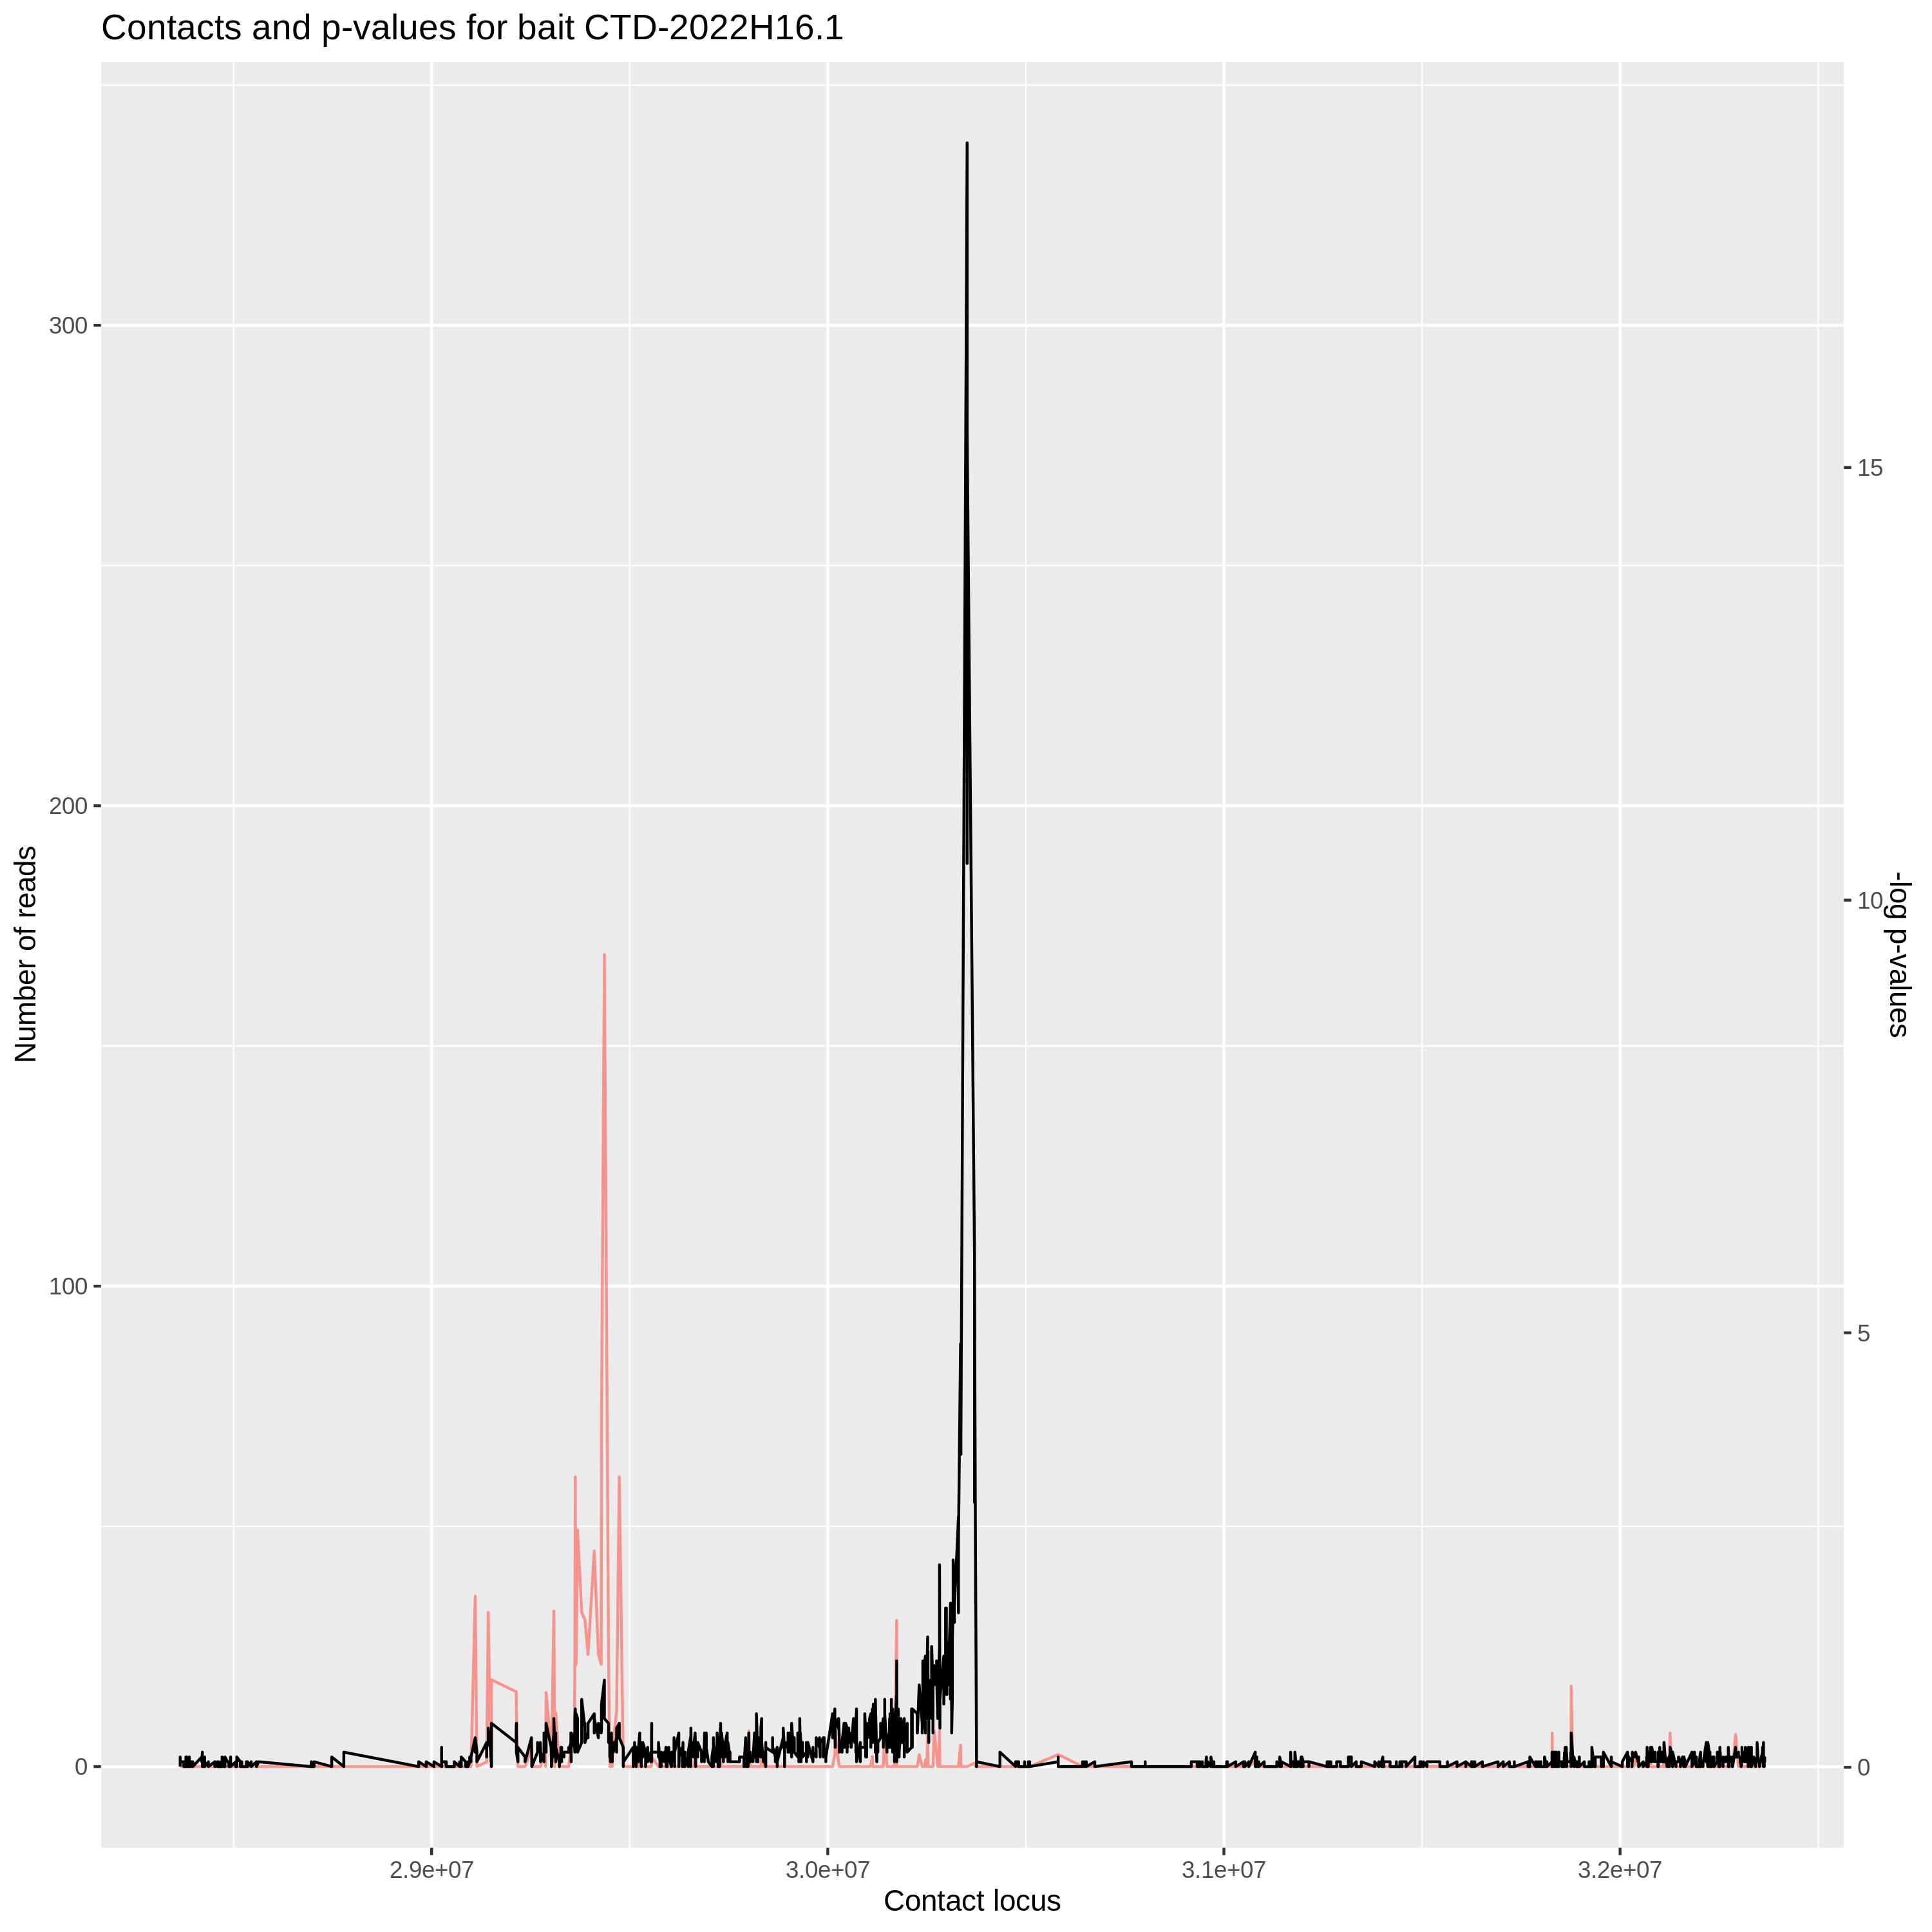 Contacts and p-values for bait CTD-2022H16.1
300
200
100
0
Number of reads
15
10
5
0
-log p-values
2.9e+07
3.0e+07
3.1e+07
3.2e+07
Contact locus